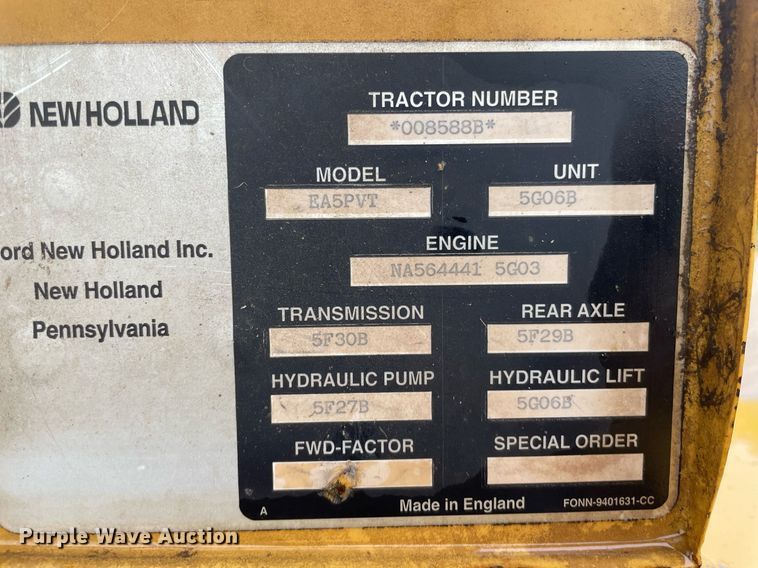 NEW HOLLAND
ord New Holland Inc.
New Holland
Pennsylvania
TRACTOR NUMBER
*008588B*
MODEL UNIT
EA5PVT 5G06B
ENGINE
NA564441 5G03
TRANSMISSION REAR AXLE
5F30B 5F29B
HYDRAULIC PUMP HYDRAULIC LIFT
5F27B 5G06B
FWD-FACTOR SPECIAL ORDER
A Made in England FONN-9401631-CC
Purple Wave Auction